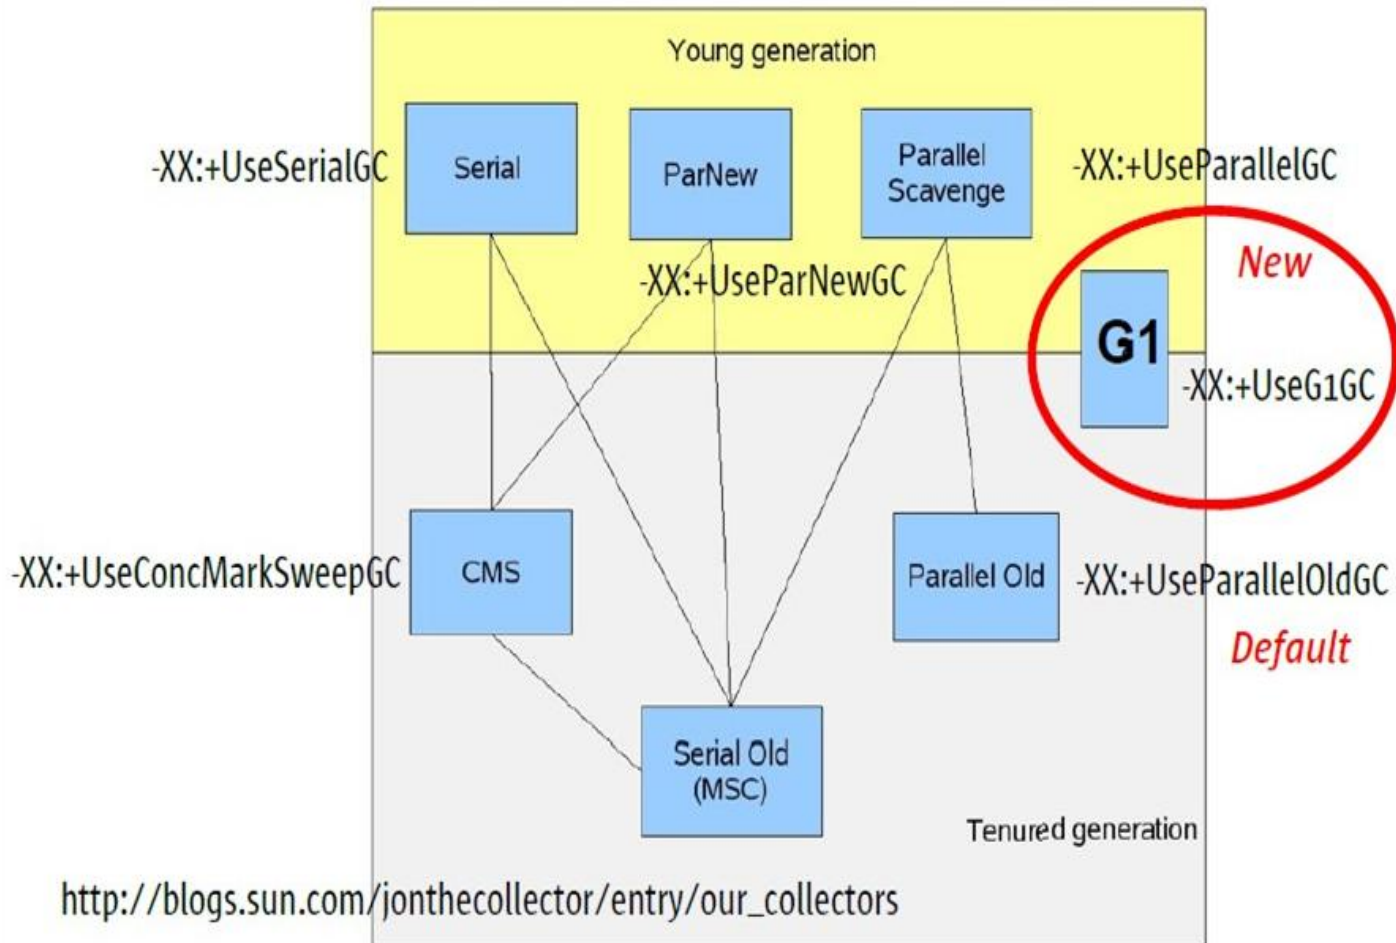 Young generation
-XX:+UseSerialGC
Serial
ParNew
Parallel
Scavenge
-XX:+UseParallelGC
-XX:+UseParNewGC
New
G1
-XX:+UseG1GC
-XX:+UseConcMarkSweepGC
CMS
Parallel Old
-XX:+UseParallelOldGC
Default
Serial Old
(MSC)
Tenured generation
http://blogs.sun.com/jonthecollector/entry/our_collectors